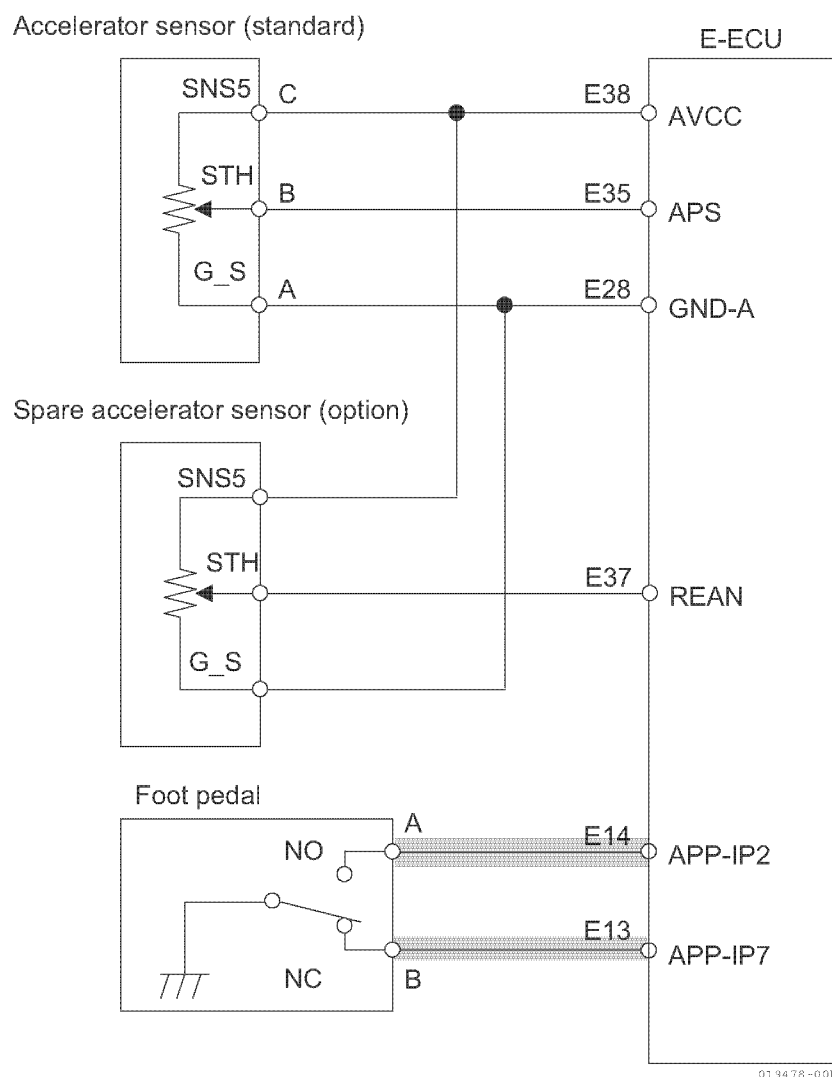 Accelerator sensor (standard)
E-ECU
SNS5 C E38 AVCC
STH B E35 APS
G_S A E28 GND-A
Spare accelerator sensor (option)
SNS5
STH E37 REAN
G_S
Foot pedal
A E14
NO APP-IP2
E13 APP-IP7
NC B